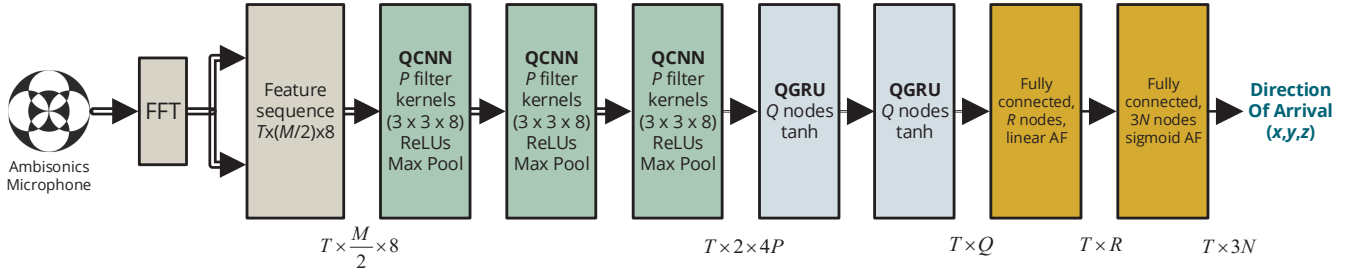 Ambisonics
Microphone
FFT
Feature
sequence
Tx(M/2)x8
QCNN
P filter
kernels
(3 x 3 x 8)
ReLUs
Max Pool
QCNN
P filter
kernels
(3 x 3 x 8)
ReLUs
Max Pool
QCNN
P filter
kernels
(3 x 3 x 8)
ReLUs
Max Pool
QGRU
Q nodes
tanh
QGRU
Q nodes
tanh
Fully
connected,
R nodes,
linear AF
Fully
connected,
3N nodes
sigmoid AF
Direction
Of Arrival
(x,y,z)
T × M/2 × 8
T × 2 × 4P
T × Q
T × R
T × 3N